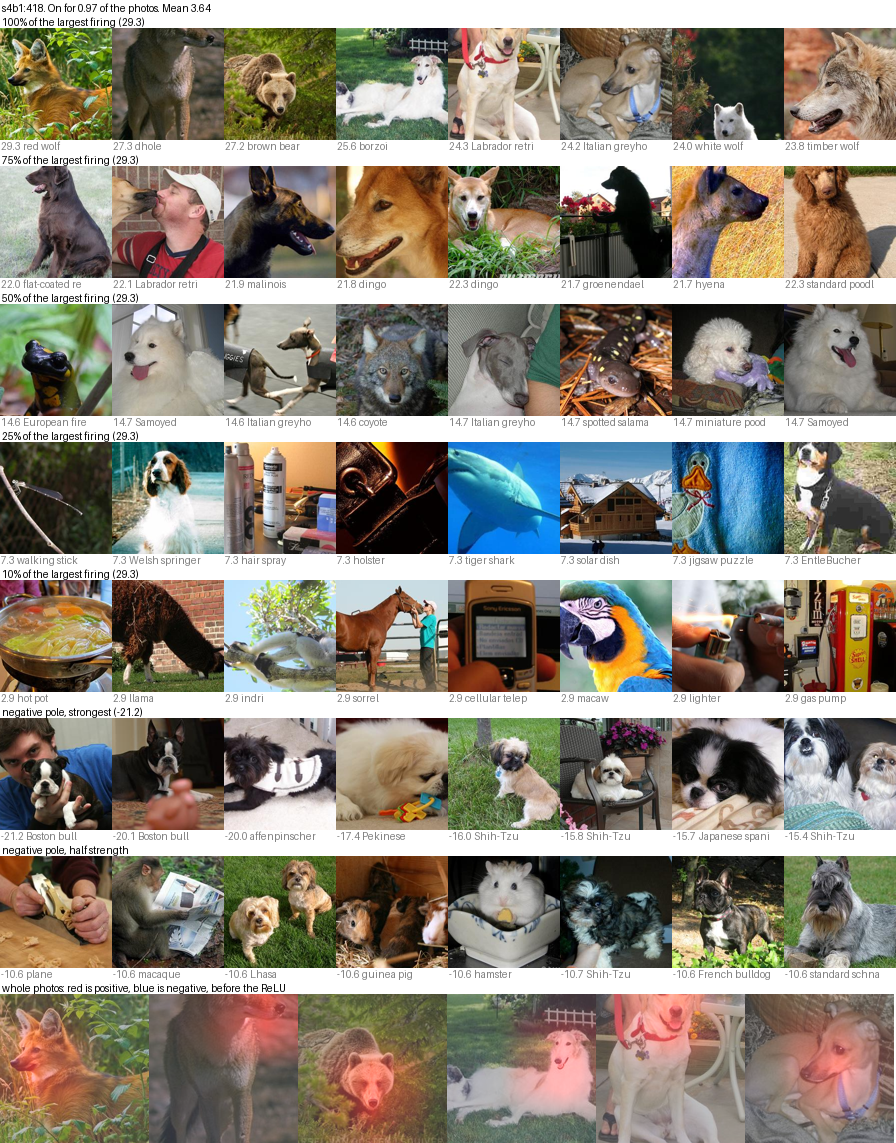 s4b1:418. On for 0.97 of the photos. Mean 3.64
100% of the largest firing (29.3)
29.3 red wolf
27.3 dhole
27.2 brown bear
25.6 borzoi
24.3 Labrador retri
24.2 Italian greyho
24.0 white wolf
23.8 timber wolf
75% of the largest firing (29.3)
22.0 flat-coated re
22.1 Labrador retri
21.9 malinois
21.8 dingo
22.3 dingo
21.7 groenendael
21.7 hyena
22.3 standard poodl
50% of the largest firing (29.3)
14.6 European fire
14.7 Samoyed
14.6 Italian greyho
14.6 coyote
14.7 Italian greyho
14.7 spotted salama
14.7 miniature pood
14.7 Samoyed
25% of the largest firing (29.3)
7.3 walking stick
7.3 Welsh springer
7.3 hair spray
7.3 holster
7.3 tiger shark
7.3 solar dish
7.3 jigsaw puzzle
7.3 EntleBucher
10% of the largest firing (29.3)
Sony Ericsson
2.9 hot pot
2.9 llama
2.9 indri
2.9 sorrel
2.9 cellular telep
2.9 macaw
2.9 lighter
2.9 gas pump
negative pole, strongest (-21.2)
-21.2 Boston bull
-20.1 Boston bull
-20.0 affenpinscher
-17.4 Pekinese
-16.0 Shih-Tzu
-15.8 Shih-Tzu
-15.7 Japanese spani
-15.4 Shih-Tzu
negative pole, half strength
-10.6 plane
-10.6 macaque
-10.6 Lhasa
-10.6 guinea pig
-10.6 hamster
-10.7 Shih-Tzu
-10.6 French bulldog
-10.6 standard schna
whole photos: red is positive, blue is negative, before the ReLU